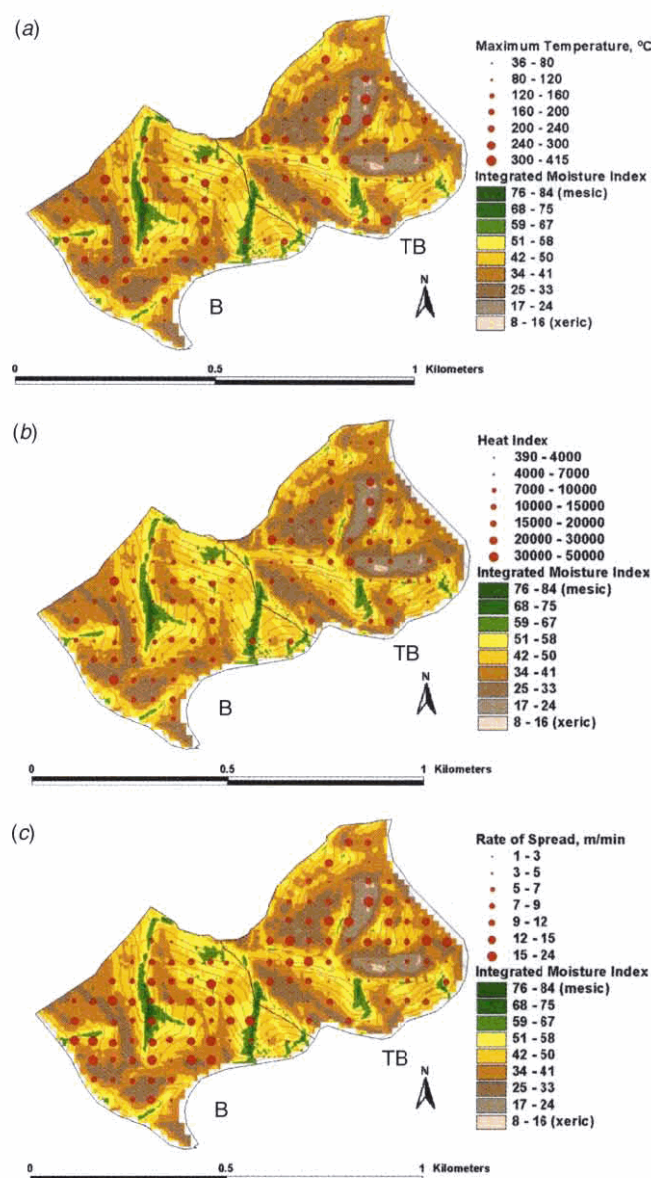 (a)
Maximum Temperature, °C
36 - 80
80 - 120
120 - 160
160 - 200
200 - 240
240 - 300
300 - 415
Integrated Moisture Index
76 - 84 (mesic)
68 - 75
59 - 67
51 - 58
42 - 50
34 - 41
25 - 33
17 - 24
8 - 16 (xeric)
TB
B
N
0 0.5 1 Kilometers
(b)
Heat Index
390 - 4000
4000 - 7000
7000 - 10000
10000 - 15000
15000 - 20000
20000 - 30000
30000 - 50000
Integrated Moisture Index
76 - 84 (mesic)
68 - 75
59 - 67
51 - 58
42 - 50
34 - 41
25 - 33
17 - 24
8 - 16 (xeric)
TB
B
N
0 0.5 1 Kilometers
(c)
Rate of Spread, m/min
1 - 3
3 - 5
5 - 7
7 - 9
9 - 12
12 - 15
15 - 24
Integrated Moisture Index
76 - 84 (mesic)
68 - 75
59 - 67
51 - 58
42 - 50
34 - 41
25 - 33
17 - 24
8 - 16 (xeric)
TB
B
N
0 0.5 1 Kilometers